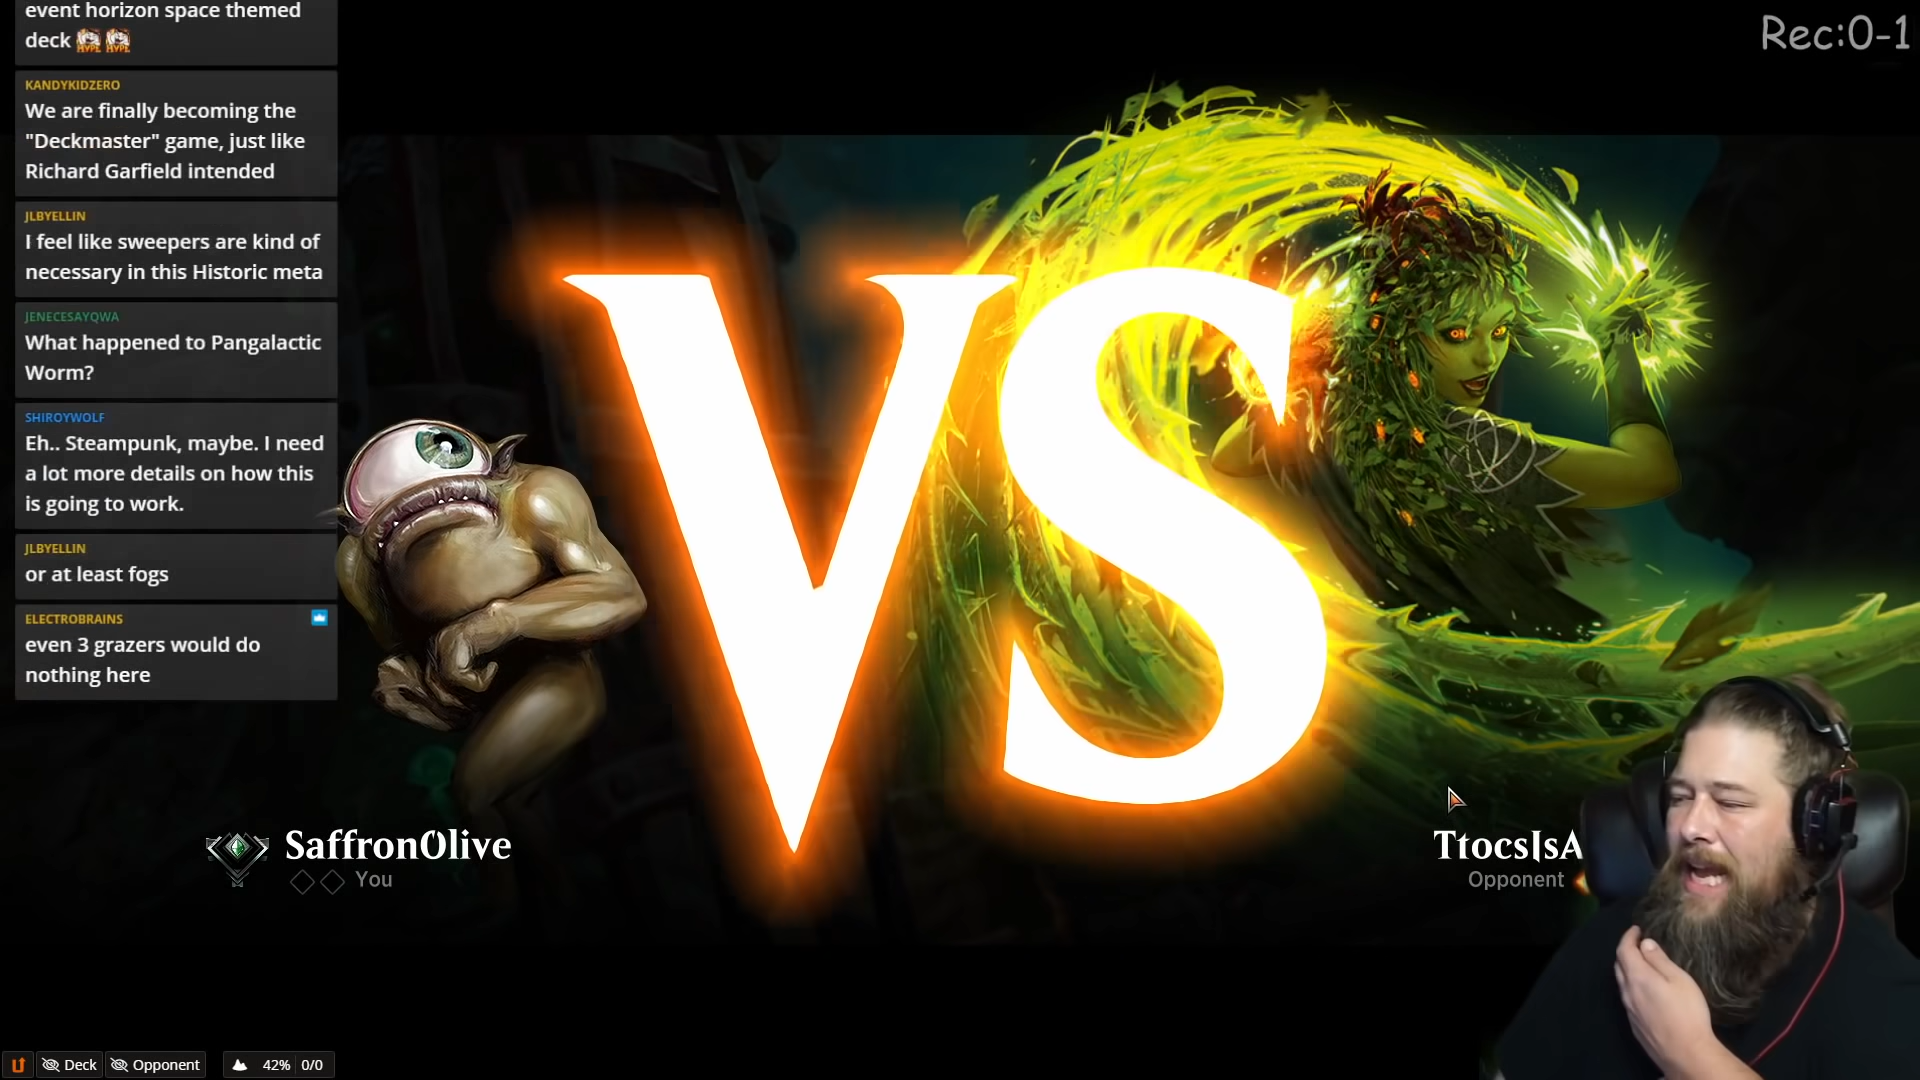 event horizon space themed
deck
KANDYKIDZERO
We are finally becoming the
"Deckmaster" game, just like
Richard Garfield intended
JLBYELLIN
I feel like sweepers are kind of
necessary in this Historic meta
JENECESAYQWA
What happened to Pangalactic
Worm?
SHIROYWOLF
Eh.. Steampunk, maybe. I need
a lot more details on how this
is going to work.
JLBYELLIN
or at least fogs
ELECTROBRAINS
even 3 grazers would do
nothing here
Rec:0-1
VS
SaffronOlive
You
TtocsIsA
Opponent
Deck
Opponent
42%
0/0